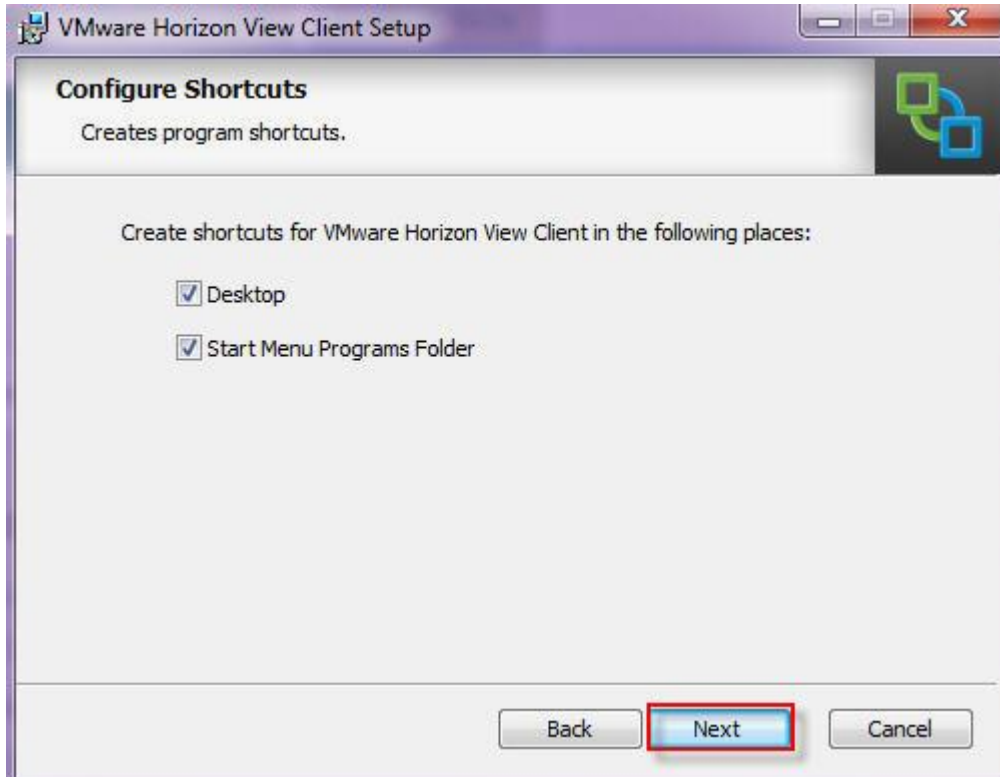 VMware Horizon View Client Setup
Configure Shortcuts
Creates program shortcuts.
Create shortcuts for VMware Horizon View Client in the following places:
Desktop
Start Menu Programs Folder
Back Next Cancel